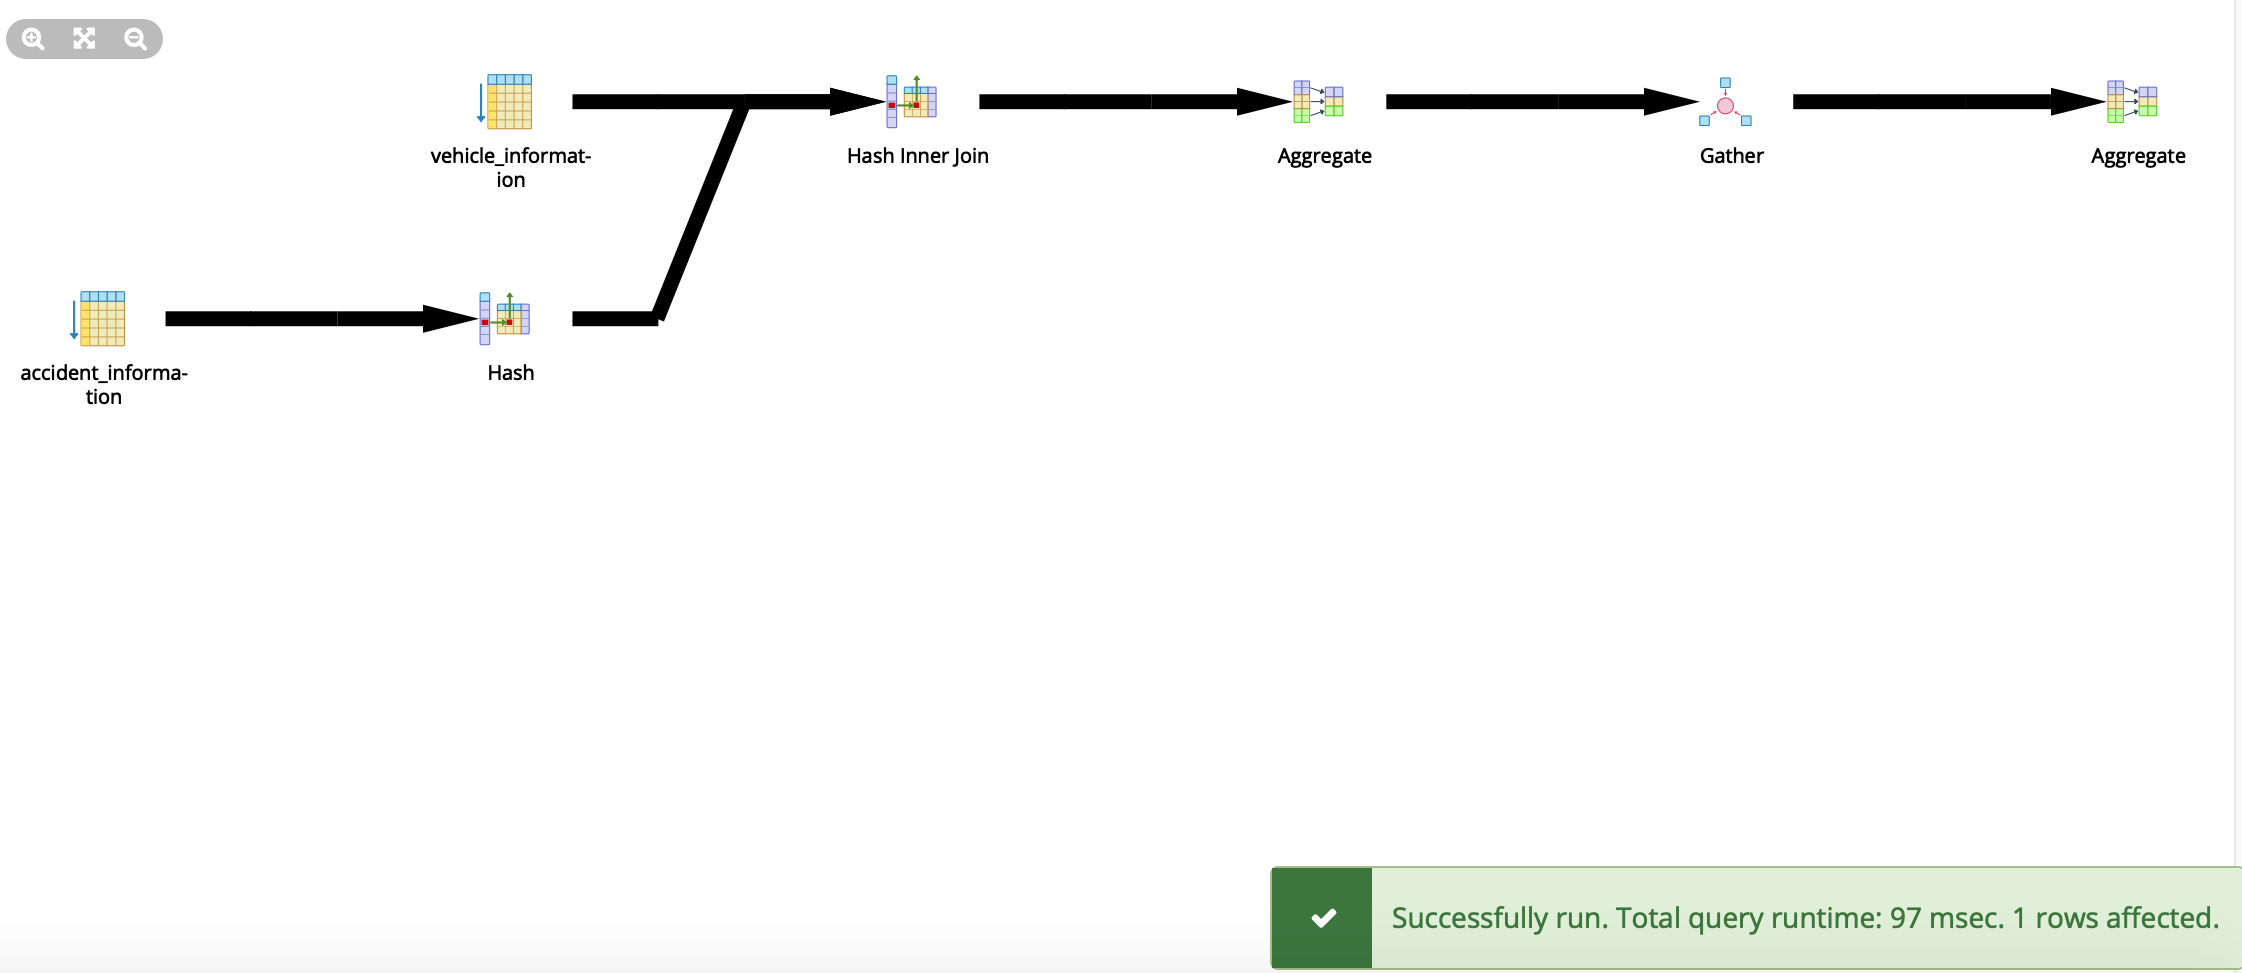 vehicle_informat-
ion
Hash Inner Join
Aggregate
Gather
Aggregate
accident_informa-
tion
Hash
Successfully run. Total query runtime: 97 msec. 1 rows affected.